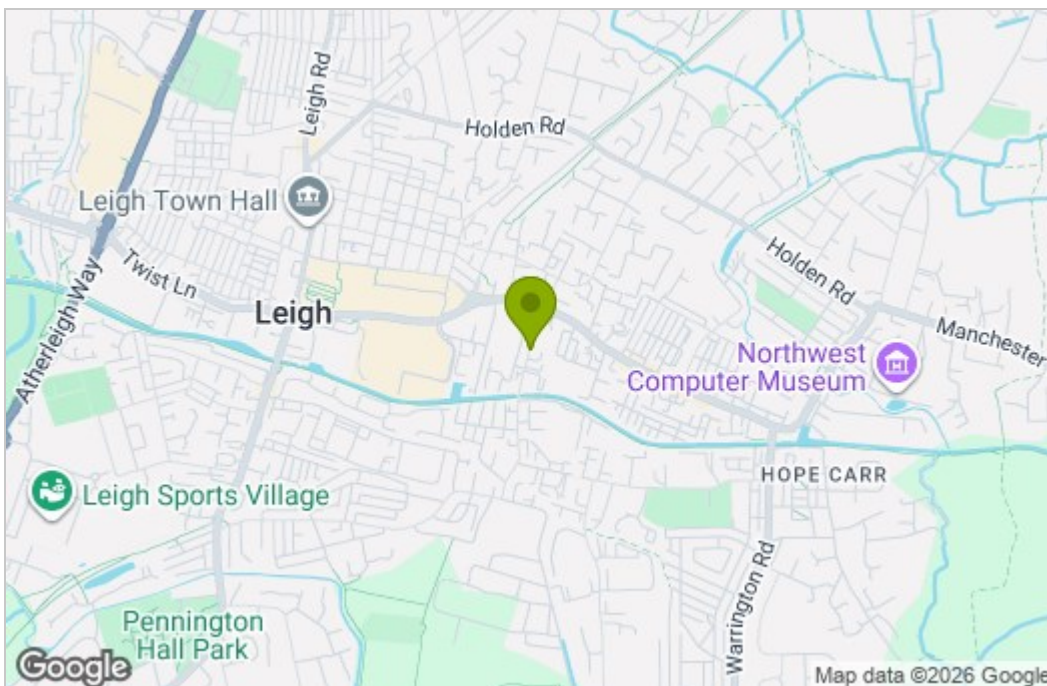 Leigh Rd
Holden Rd
Leigh Town Hall
Twist Ln
Holden Rd
Leigh
Manchester
Atherleigh Way
Northwest
Computer Museum
HOPE CARR
Leigh Sports Village
Warrington Rd
Pennington
Hall Park
Google
Map data ©2026 Google